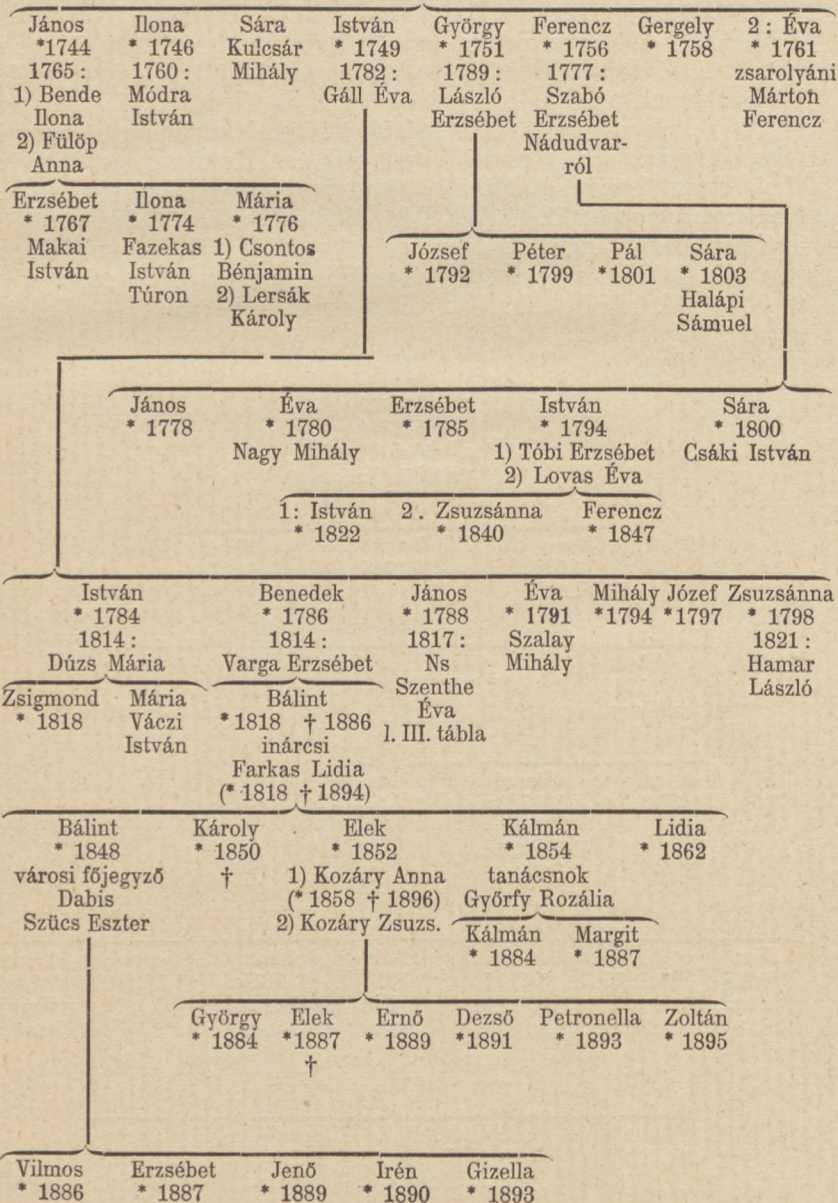 János Ilona Sára István György Ferencz Gergely 2 : Éva
*1744 * 1746 Kulcsár * 1749 * 1751 * 1756 * 1758 * 1761
1765 : 1760 : Mihály 1782 : 1789 : 1777 : zsarolyáni
1) Bende Módra Gáll Éva László Szabó Márton
Ilona István Erzsébet Erzsébet Ferencz
2) Fülöp Nádudvar-
Anna ról
Erzsébet Ilona Mária
* 1767 * 1774 * 1776
Makai Fazekas 1) Csontos
István István Bénjamin
Túron 2) Lersák
Károly
József Péter Pál Sára
* 1792 * 1799 *1801 * 1803
Halápi
Sámuel
János Éva Erzsébet István Sára
* 1778 * 1780 * 1785 * 1794 * 1800
Nagy Mihály 1) Tóbi Erzsébet Csáki István
2) Lovas Éva
1: István 2 . Zsuzsánna Ferencz
* 1822 * 1840 * 1847
István Benedek János Éva Mihály Józef Zsuzsánna
* 1784 * 1786 * 1788 * 1791 *1794 *1797 * 1798
1814 : 1814 : 1817 : Szalay 1821 :
Dúzs Mária Varga Erzsébet Ns Mihály Hamar
Szenthe László
Éva
l. III. tábla
Zsigmond Mária Bálint
* 1818 Váczi *1818 † 1886
István inárcsi
Farkas Lidia
(* 1818 † 1894)
Bálint Károly Elek Kálmán Lidia
* 1848 * 1850 * 1852 * 1854 * 1862
városi főjegyző † 1) Kozáry Anna tanácsnok
Dabis (* 1858 † 1896) Győrfy Rozália
Szücs Eszter 2) Kozáry Zsuzs.
Kálmán Margit
* 1884 * 1887
György Elek Ernő Dezső Petronella Zoltán
* 1884 *1887 * 1889 *1891 * 1893 * 1895
†
Vilmos Erzsébet Jenő Irén Gizella
* 1886 * 1887 * 1889 * 1890 * 1893